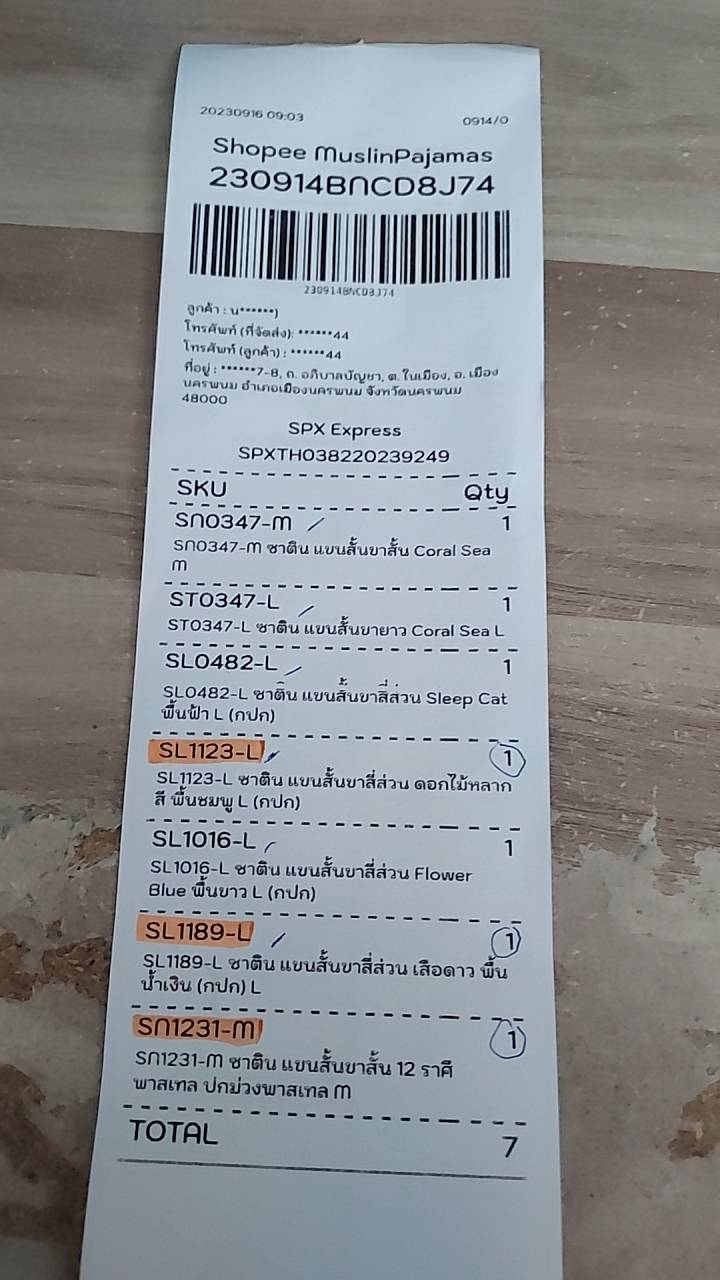 20230916 09:03 0914/0
Shopee MuslinPajamas
230914BNCD8J74
230914BNCD8J74
ลูกค้า : น******)
โทรศัพท์ (ที่จัดส่ง): ******44
โทรศัพท์ (ลูกค้า) : ******44
ที่อยู่ : ******7-8, ถ. อภิบาลบัญชา, ต. ในเมือง, อ. เมือง
นครพนม อำเภอเมืองนครพนม จังหวัดนครพนม
48000
SPX Express
SPXTH038220239249
SKU Qty
SN0347-M 1
SN0347-M ซาติน แขนสั้นขาสั้น Coral Sea
M
ST0347-L 1
ST0347-L ซาติน แขนสั้นขายาว Coral Sea L
SL0482-L 1
SL0482-L ซาติน แขนสั้นขาสี่ส่วน Sleep Cat
พื้นฟ้า L (กปก)
SL1123-L 1
SL1123-L ซาติน แขนสั้นขาสี่ส่วน ดอกไม้หลาก
สี พื้นชมพู L (กปก)
SL1016-L 1
SL1016-L ซาติน แขนสั้นขาสี่ส่วน Flower
Blue พื้นขาว L (กปก)
SL1189-L 1
SL1189-L ซาติน แขนสั้นขาสี่ส่วน เสือดาว พื้น
น้ำเงิน (กปก) L
SN1231-M 1
SN1231-M ซาติน แขนสั้นขาสั้น 12 ราศี
พาสเทล ปกม่วงพาสเทล M
TOTAL 7